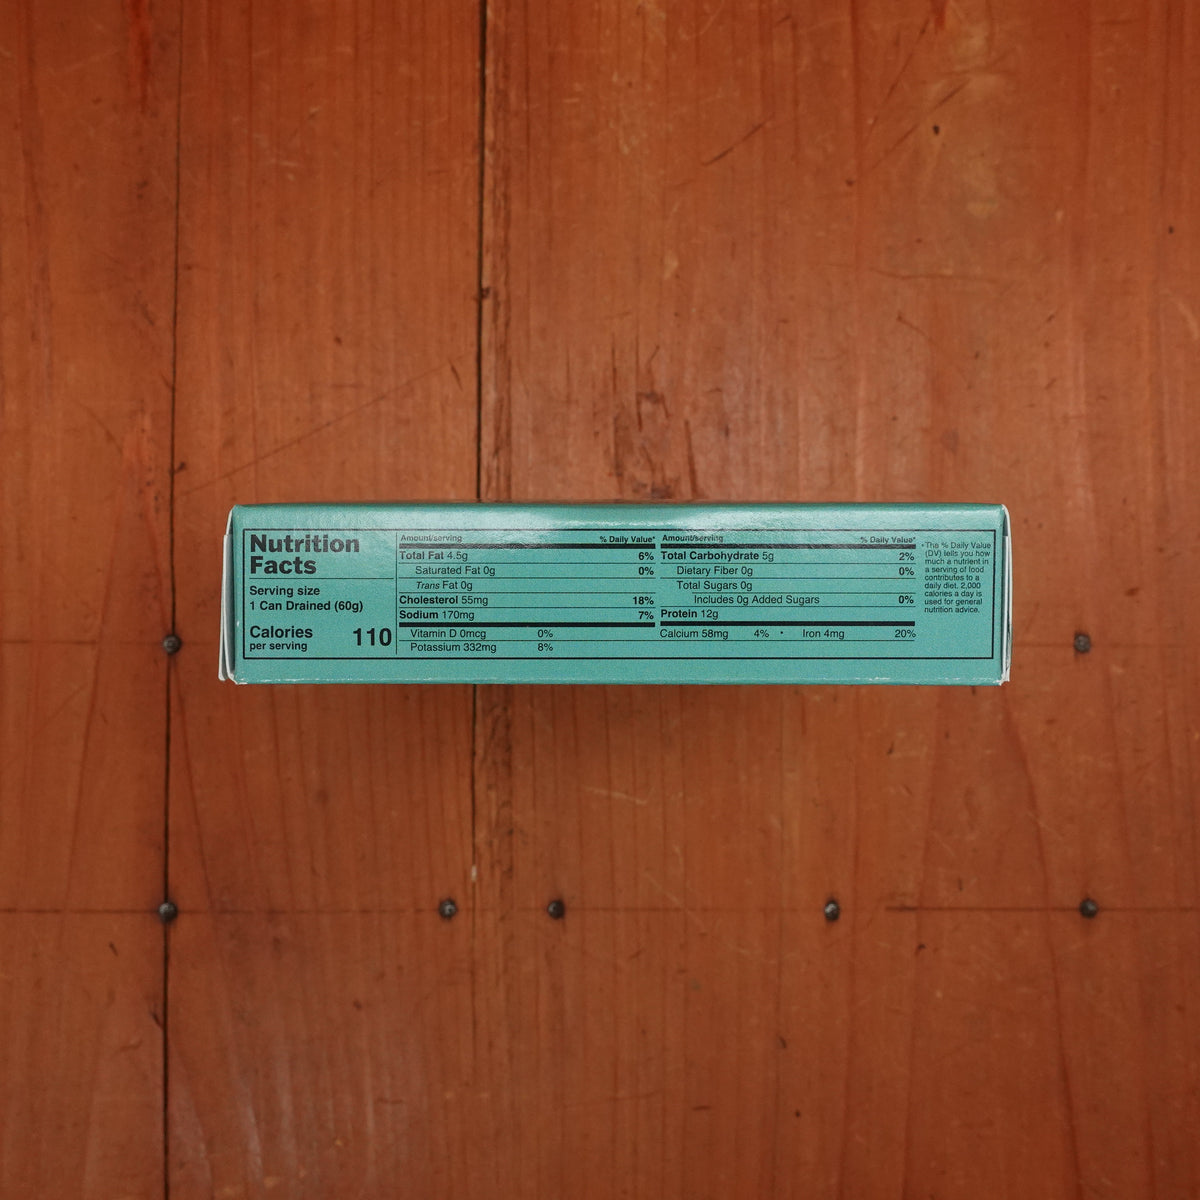 Nutrition
Facts
Serving size
1 Can Drained (60g)
Calories
per serving
110
Amount/serving % Daily Value*
Total Fat 4.5g 6%
Saturated Fat 0g 0%
Trans Fat 0g
Cholesterol 55mg 18%
Sodium 170mg 7%
Vitamin D 0mcg 0%
Potassium 332mg 8%
Amount/serving % Daily Value*
Total Carbohydrate 5g 2%
Dietary Fiber 0g 0%
Total Sugars 0g
Includes 0g Added Sugars 0%
Protein 12g
Calcium 58mg 4% • Iron 4mg 20%
*The % Daily Value
(DV) tells you how
much a nutrient in
a serving of food
contributes to a
daily diet. 2,000
calories a day is
used for general
nutrition advice.